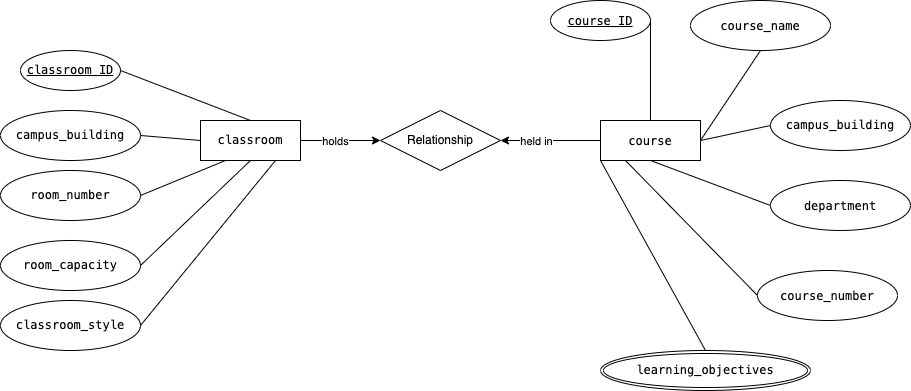 course_ID
course_name
classroom_ID
campus_building
classroom
holds
Relationship
held in
course
campus_building
room_number
department
room_capacity
course_number
classroom_style
learning_objectives